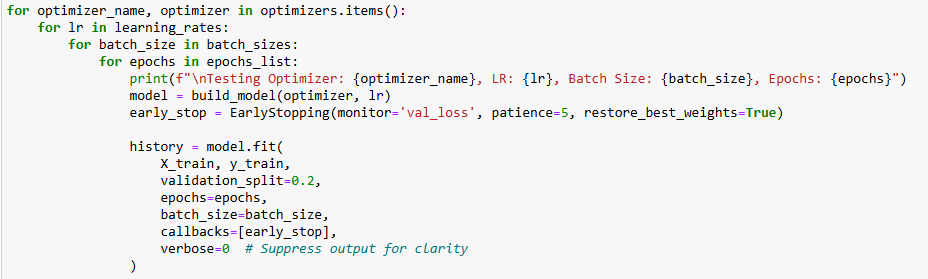 for optimizer_name, optimizer in optimizers.items():
    for lr in learning_rates:
        for batch_size in batch_sizes:
            for epochs in epochs_list:
                print(f"\nTesting Optimizer: {optimizer_name}, LR: {lr}, Batch Size: {batch_size}, Epochs: {epochs}")
                model = build_model(optimizer, lr)
                early_stop = EarlyStopping(monitor='val_loss', patience=5, restore_best_weights=True)

                history = model.fit(
                    X_train, y_train,
                    validation_split=0.2,
                    epochs=epochs,
                    batch_size=batch_size,
                    callbacks=[early_stop],
                    verbose=0  # Suppress output for clarity
                )